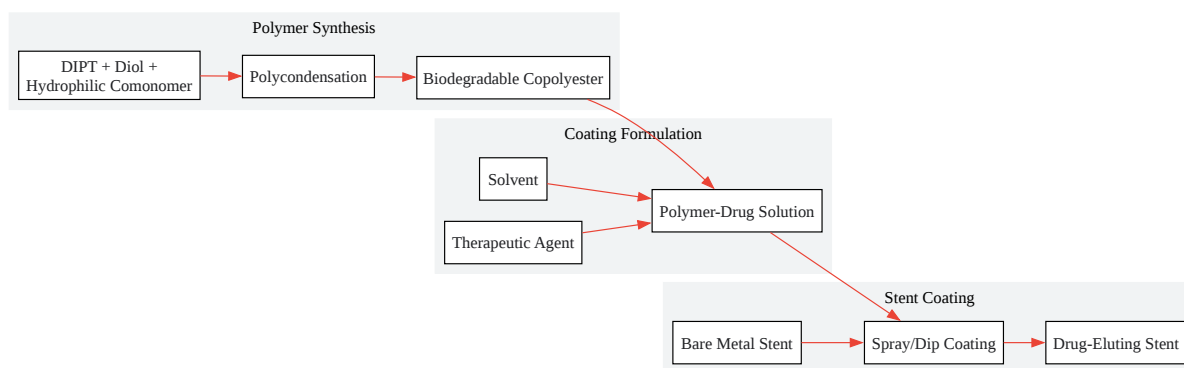 Polymer Synthesis
DIPT + Diol +
Hydrophilic Comonomer
Polycondensation
Biodegradable Copolyester
Coating Formulation
Solvent
Therapeutic Agent
Polymer-Drug Solution
Stent Coating
Bare Metal Stent
Spray/Dip Coating
Drug-Eluting Stent